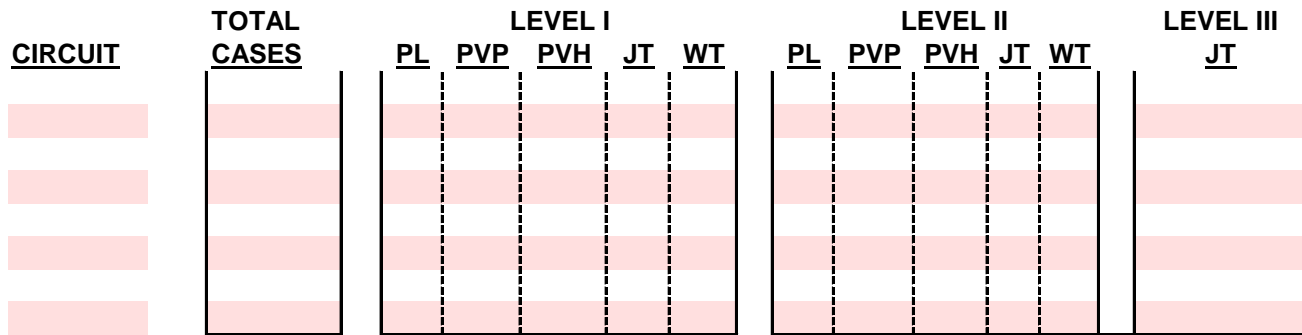 TOTAL LEVEL I LEVEL II LEVEL III
CIRCUIT CASES PL PVP PVH JT WT PL PVP PVH JT WT JT